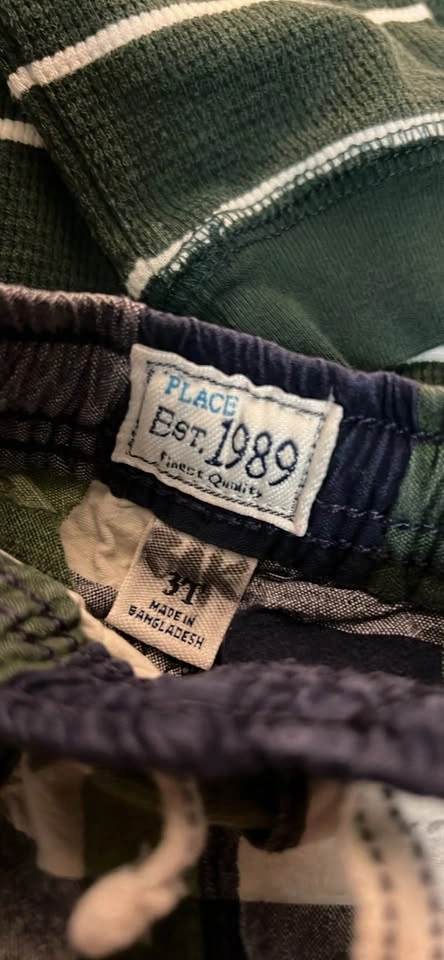 PLACE
EST. 1989
Finest Quality
3T
MADE IN
BANGLADESH